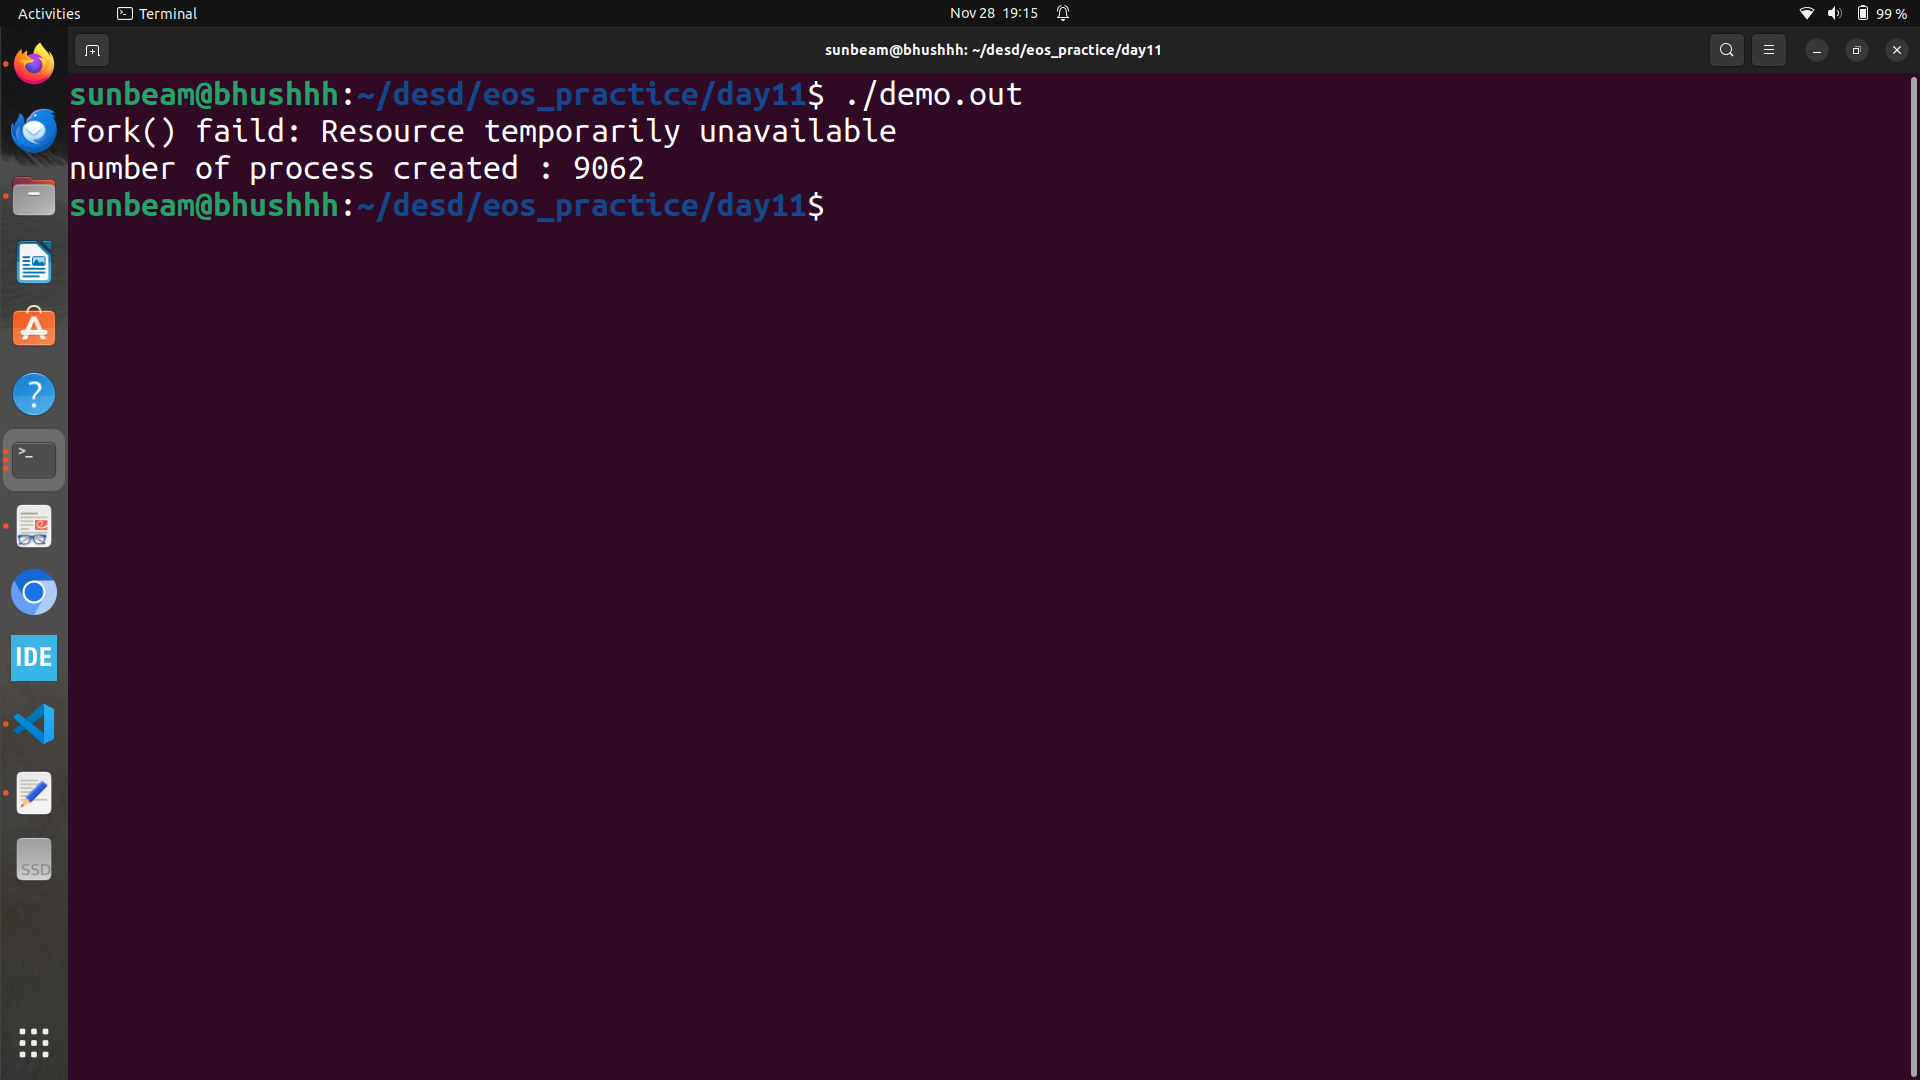 Activities Terminal Nov 28 19:15 99 %
sunbeam@bhushhh: ~/desd/eos_practice/day11
sunbeam@bhushhh:~/desd/eos_practice/day11$ ./demo.out
fork() faild: Resource temporarily unavailable
number of process created : 9062
sunbeam@bhushhh:~/desd/eos_practice/day11$
>_
IDE
SSD